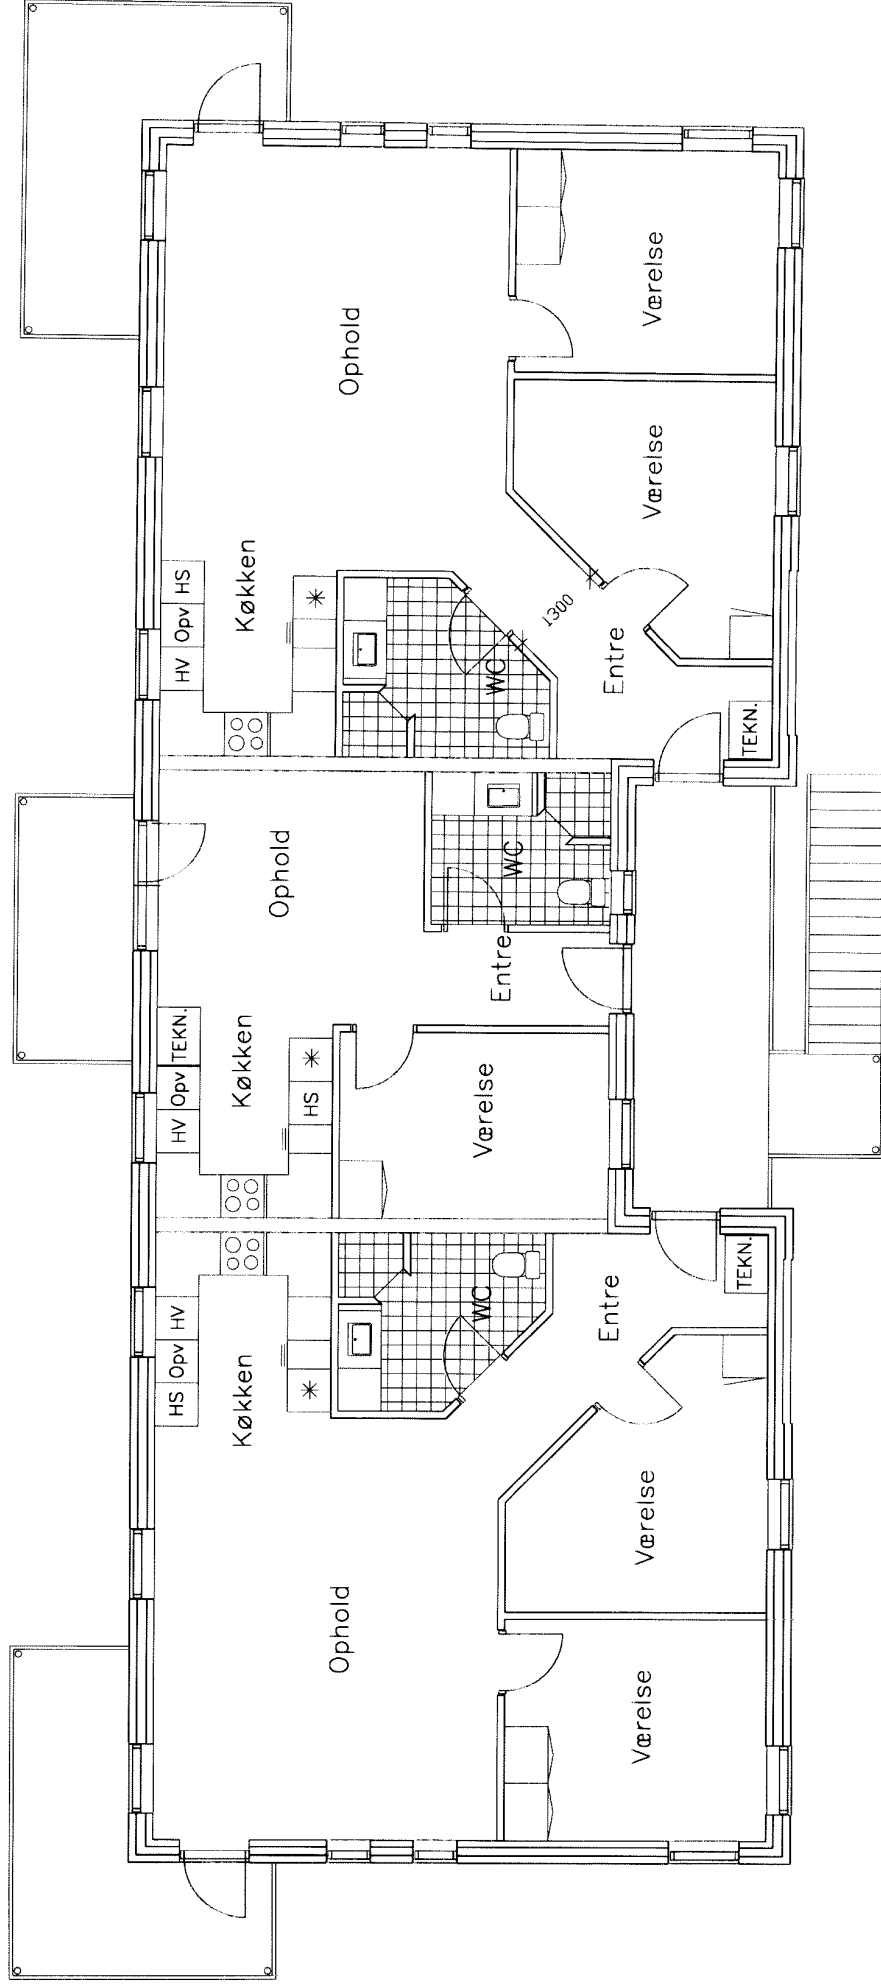 Ophold
Værelse
Værelse
Køkken
HS
Opv
HV
*
1300
WC
Entre
TEKN.
Ophold
WC
Entre
TEKN.
Opv
HV
Køkken
*
HS
Værelse
HV
Opv
HS
Køkken
*
WC
Entre
TEKN.
Værelse
Ophold
Værelse